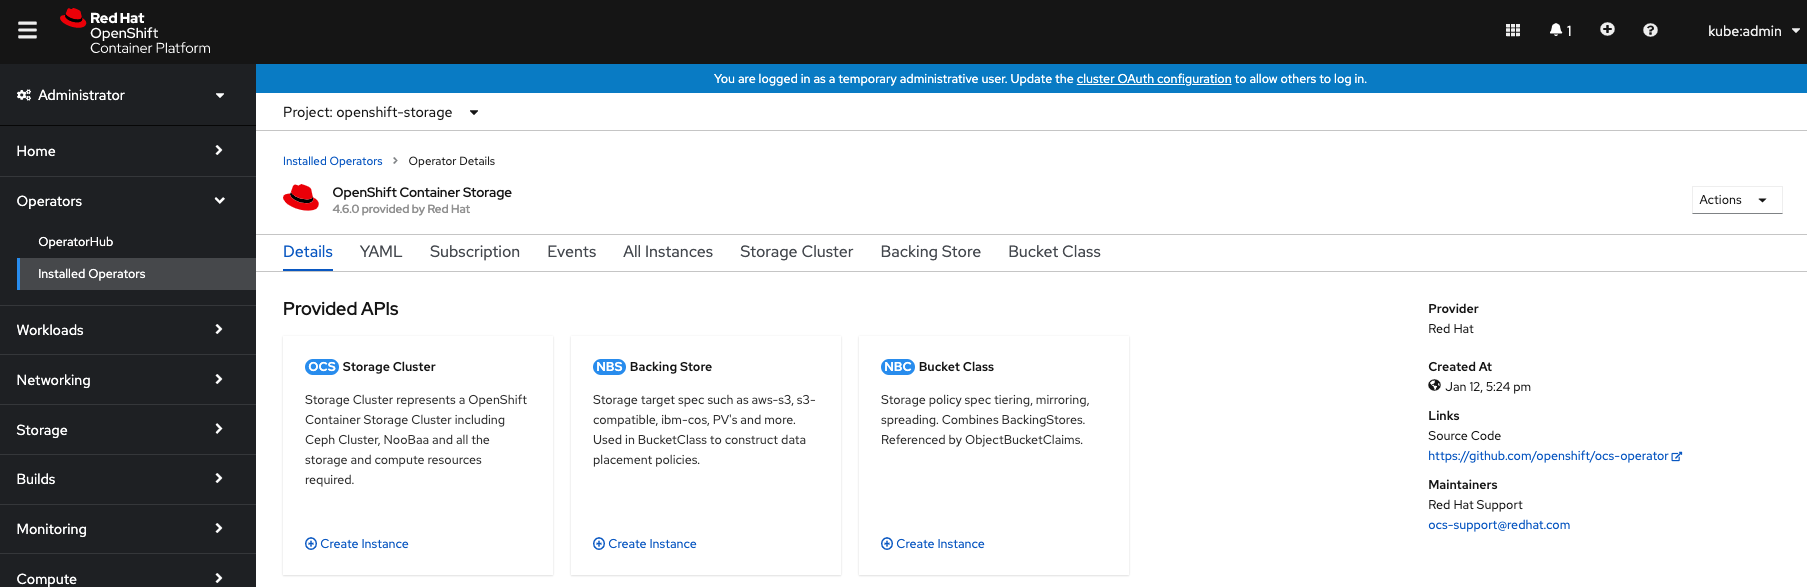 Red Hat
OpenShift
Container Platform
1
kube:admin
Administrator
You are logged in as a temporary administrative user. Update the cluster OAuth configuration to allow others to log in.
Project: openshift-storage
Home
Operators
OperatorHub
Installed Operators
Workloads
Networking
Storage
Builds
Monitoring
Compute
Installed Operators > Operator Details
OpenShift Container Storage
4.6.0 provided by Red Hat
Actions
Details YAML Subscription Events All Instances Storage Cluster Backing Store Bucket Class
Provided APIs
OCS Storage Cluster
Storage Cluster represents a OpenShift
Container Storage Cluster including
Ceph Cluster, NooBaa and all the
storage and compute resources
required.
Create Instance
NBS Backing Store
Storage target spec such as aws-s3, s3-
compatible, ibm-cos, PV's and more.
Used in BucketClass to construct data
placement policies.
Create Instance
NBC Bucket Class
Storage policy spec tiering, mirroring,
spreading. Combines BackingStores.
Referenced by ObjectBucketClaims.
Create Instance
Provider
Red Hat
Created At
Jan 12, 5:24 pm
Links
Source Code
https://github.com/openshift/ocs-operator
Maintainers
Red Hat Support
ocs-support@redhat.com